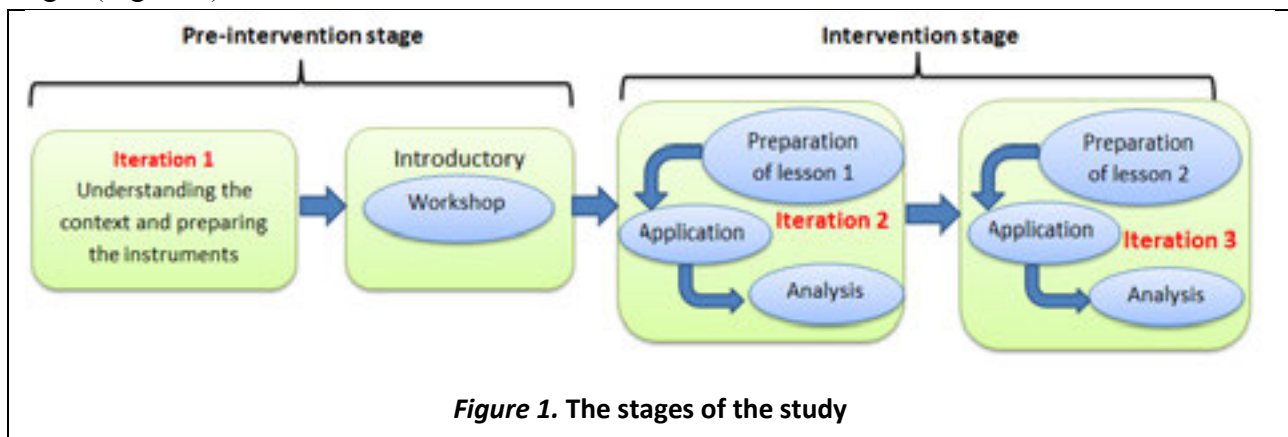 Pre-intervention stage
Intervention stage
Iteration 1
Understanding the
context and preparing
the instruments
Introductory
Workshop
Preparation
of lesson 1
Application
Iteration 2
Analysis
Preparation
of lesson 2
Application
Iteration 3
Analysis
Figure 1. The stages of the study